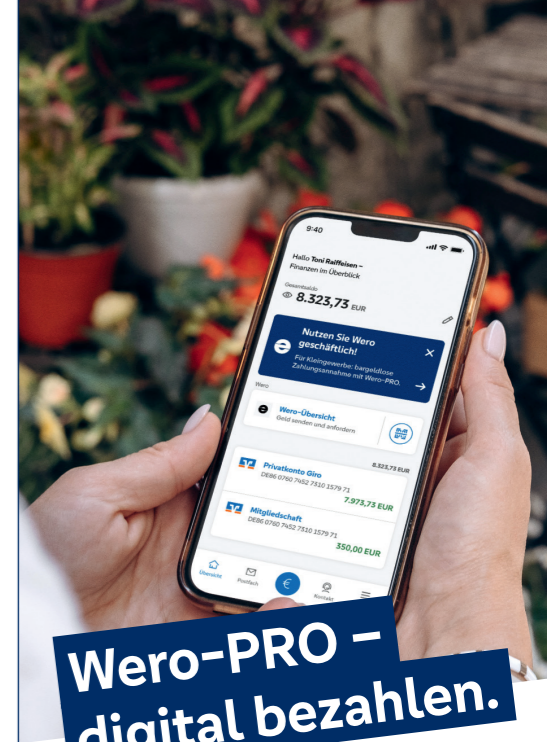 9:40
Hallo Toni Raiffeisen –
Finanzen im Überblick
Gesamtsaldo
8.323,73 EUR
Nutzen Sie Wero
geschäftlich!
Für Kleingewerbe: bargeldlose
Zahlungsannahme mit Wero-PRO.
Wero
Wero-Übersicht
Geld senden und anfordern
8.323,73 EUR
Privatkonto Giro
DE86 0760 7452 7310 1579 71
7.973,73 EUR
Mitgliedschaft
DE86 0760 7452 7310 1579 71
350,00 EUR
Übersicht
Postfach
€
Kontakt
Wero-PRO –
digital bezahlen.